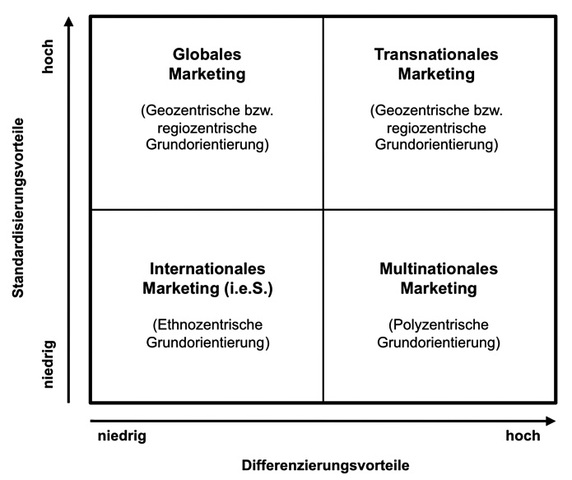 hoch
Standardisierungsvorteile
niedrig
Globales
Marketing
(Geozentrische bzw.
regiozentrische
Grundorientierung)
Transnationales
Marketing
(Geozentrische bzw.
regiozentrische
Grundorientierung)
Internationales
Marketing (i.e.S.)
(Ethnozentrische
Grundorientierung)
Multinationales
Marketing
(Polyzentrische
Grundorientierung)
niedrig
hoch
Differenzierungsvorteile